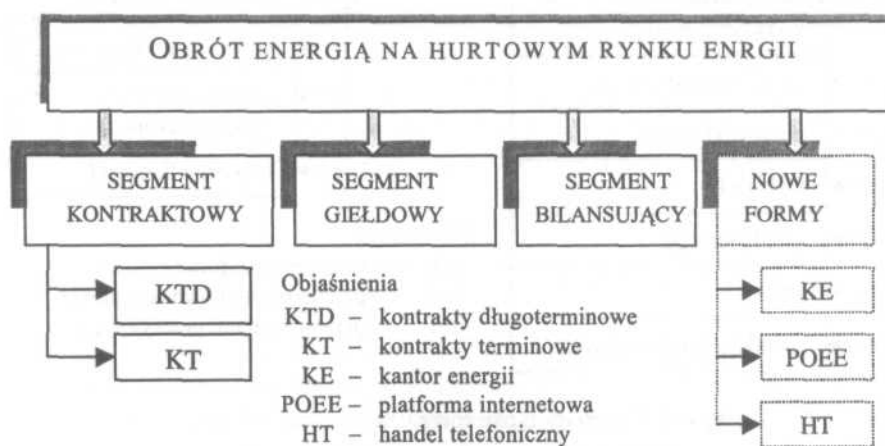 OBRÓT ENERGIĄ NA HURTOWYM RYNKU ENRGII
SEGMENT
KONTRAKTOWY
SEGMENT
GIEŁDOWY
SEGMENT
BILANSUJĄCY
NOWE
FORMY
KTD
KT
Objaśnienia
KTD – kontrakty długoterminowe
KT – kontrakty terminowe
KE – kantor energii
POEE – platforma internetowa
HT – handel telefoniczny
KE
POEE
HT